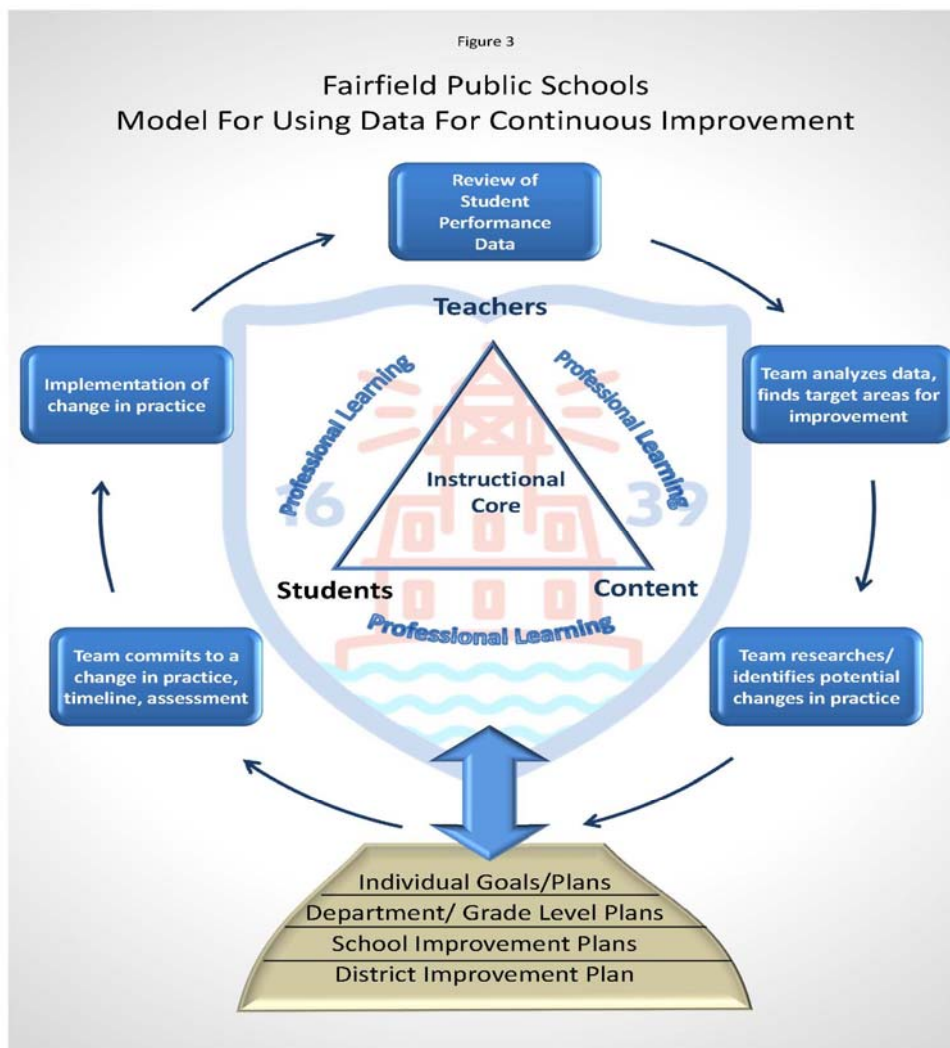 Figure 3
Fairfield Public Schools
Model For Using Data For Continuous Improvement
Review of
Student
Performance
Data
Teachers
Professional Learning
Professional Learning
Implementation of
change in practice
Team analyzes data,
finds target areas for
improvement
Instructional
Core
16
39
Students
Content
Professional Learning
Team commits to a
change in practice,
timeline, assessment
Team researches/
identifies potential
changes in practice
Individual Goals/Plans
Department/ Grade Level Plans
School Improvement Plans
District Improvement Plan